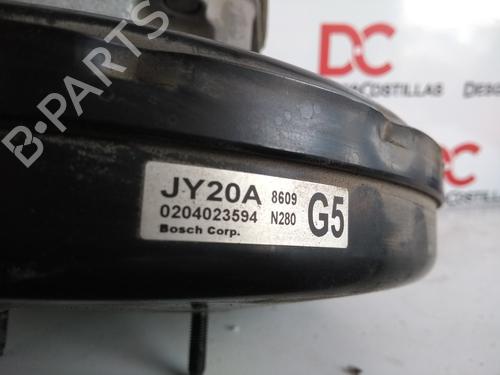 DC
DESGUACES COSTILLAS
DC
B-PARTS
JY20A 8609
0204023594 N280 G5
Bosch Corp.